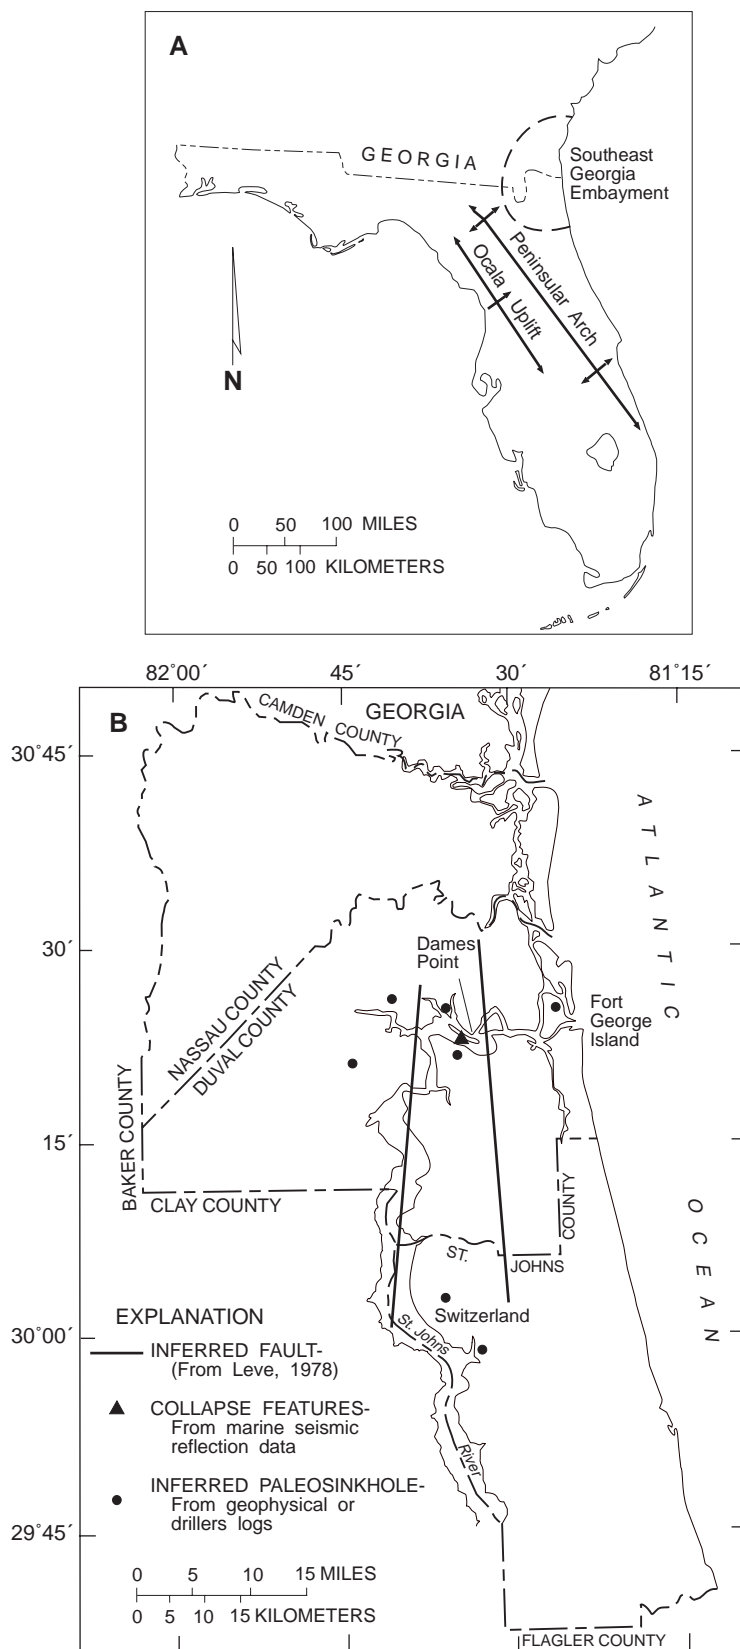 A
GEORGIA
Southeast
Georgia
Embayment
Peninsular Arch
Ocala Uplift
N
0 50 100 MILES
0 50 100 KILOMETERS
82°00´ 45´ 30´ 81°15´
B
CAMDEN COUNTY
GEORGIA
30°45´
ATLANTIC
30´
Dames
Point
NASSAU COUNTY
DUVAL COUNTY
Fort
George
Island
BAKER COUNTY
15´
CLAY COUNTY
COUNTY
ST.
JOHNS
OCEAN
EXPLANATION
Switzerland
St. Johns
30°00´
INFERRED FAULT-
(From Leve, 1978)
COLLAPSE FEATURES-
From marine seismic
reflection data
River
INFERRED PALEOSINKHOLE-
From geophysical or
drillers logs
29°45´
0 5 10 15 MILES
0 5 10 15 KILOMETERS
FLAGLER COUNTY